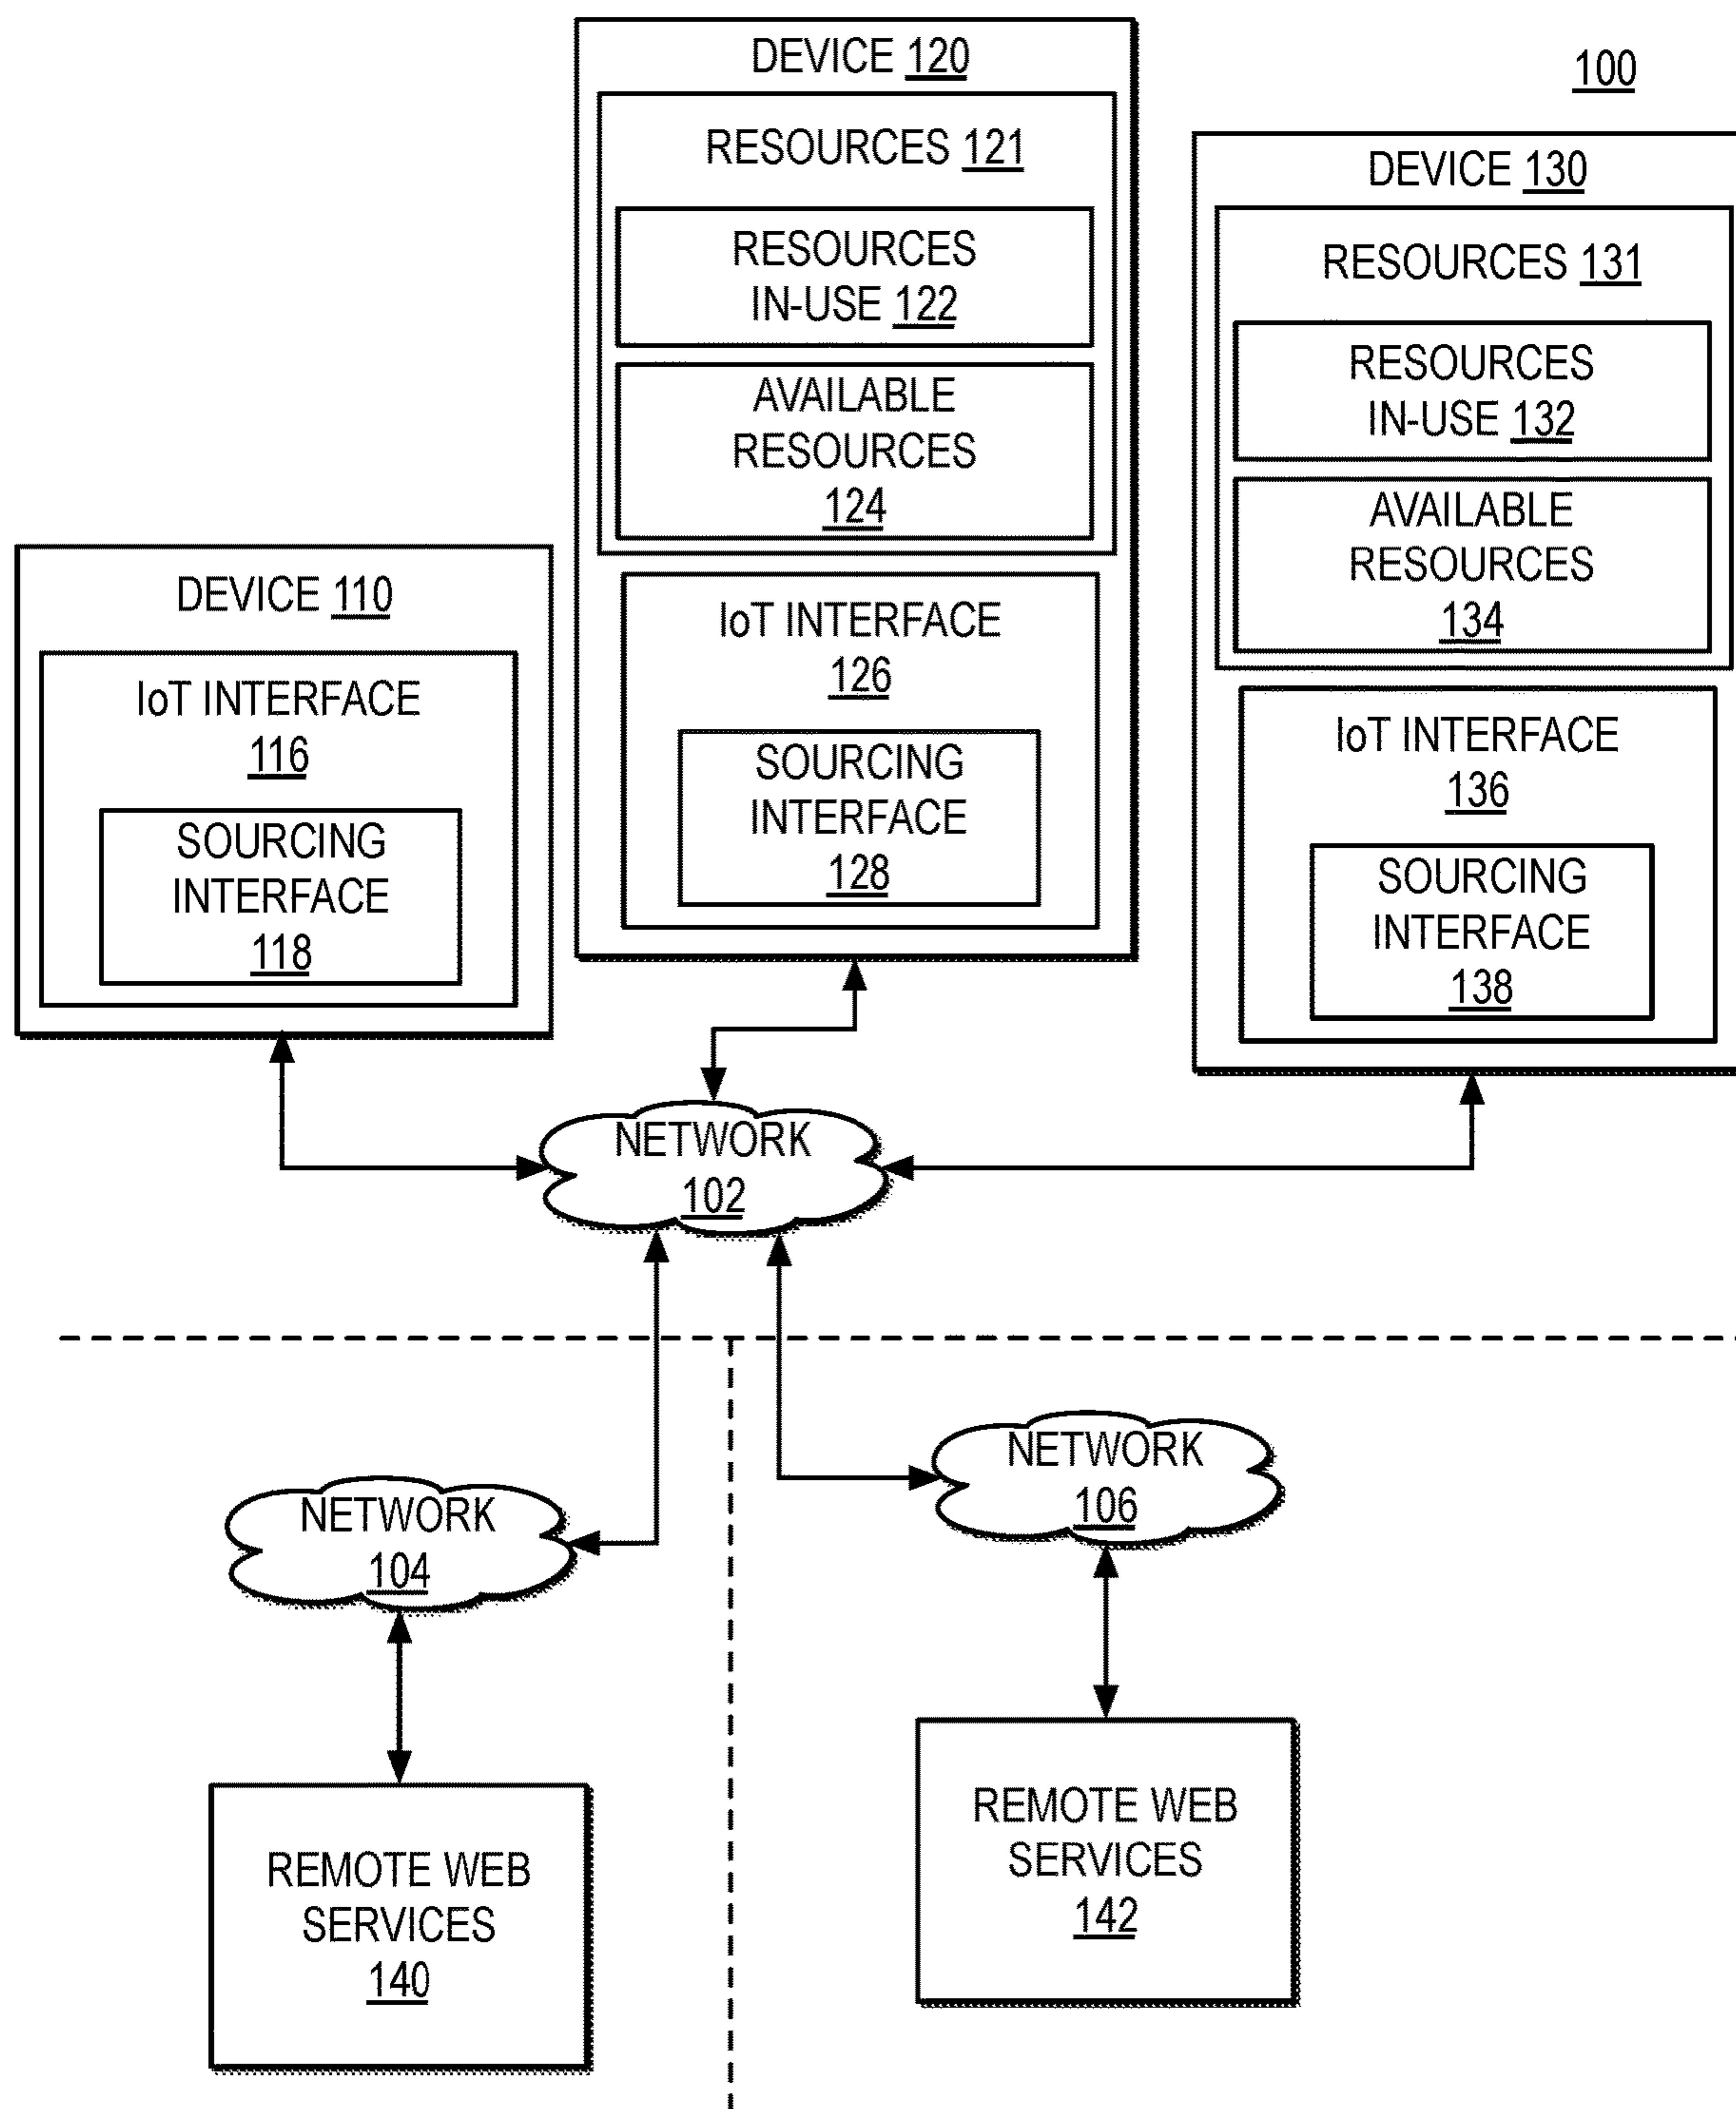 100
DEVICE 120
RESOURCES 121
RESOURCES
IN-USE 122
AVAILABLE
RESOURCES
124
IoT INTERFACE
126
SOURCING
INTERFACE
128
DEVICE 130
RESOURCES 131
RESOURCES
IN-USE 132
AVAILABLE
RESOURCES
134
IoT INTERFACE
136
SOURCING
INTERFACE
138
DEVICE 110
IoT INTERFACE
116
SOURCING
INTERFACE
118
NETWORK
102
NETWORK
104
NETWORK
106
REMOTE WEB
SERVICES
140
REMOTE WEB
SERVICES
142